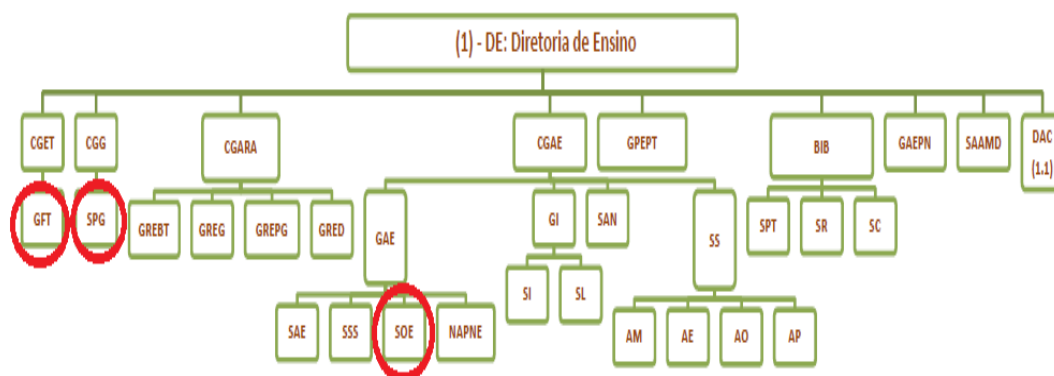 (1) - DE: Diretoria de Ensino
CGET
CGG
CGARA
CGAE
GPEPT
BIB
GAEPN
SAAMD
DAC
(1.1)
GFT
SPG
GREBT
GREG
GREPG
GRED
GAE
GI
SAN
SS
SPT
SR
SC
SI
SL
SAE
SSS
SOE
NAPNE
AM
AE
AO
AP